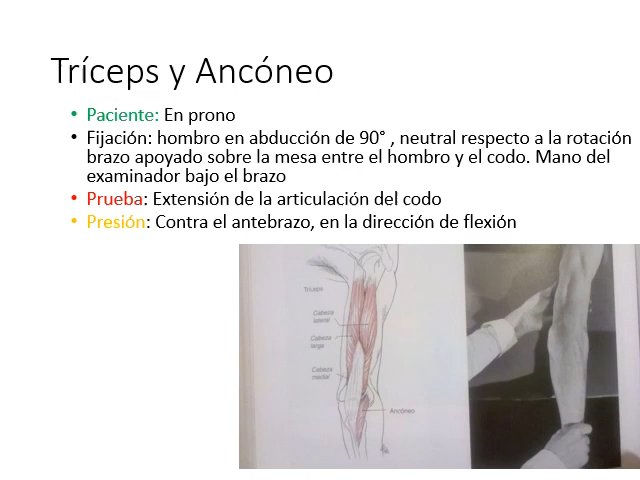 Tríceps y Ancóneo
• Paciente: En prono
• Fijación: hombro en abducción de 90° , neutral respecto a la rotación
brazo apoyado sobre la mesa entre el hombro y el codo. Mano del
examinador bajo el brazo
• Prueba: Extensión de la articulación del codo
• Presión: Contra el antebrazo, en la dirección de flexión
Tríceps
Cabeza
lateral
Cabeza
larga
Cabeza
medial
Ancóneo